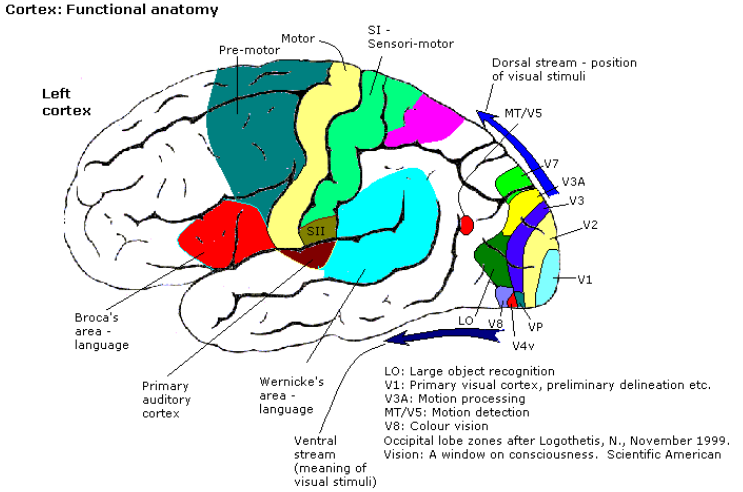 Cortex: Functional anatomy
SI -
Sensori-motor
Motor
Pre-motor
Dorsal stream - position
of visual stimuli
Left
cortex
MT/V5
V7
V3A
V3
V2
SII
V1
Broca's
area -
language
LO
V8
VP
V4v
Primary
auditory
cortex
Wernicke's
area -
language
Ventral
stream
(meaning of
visual stimuli)
LO: Large object recognition
V1: Primary visual cortex, preliminary delineation etc.
V3A: Motion processing
MT/V5: Motion detection
V8: Colour vision
Occipital lobe zones after Logothetis, N., November 1999.
Vision: A window on consciousness. Scientific American